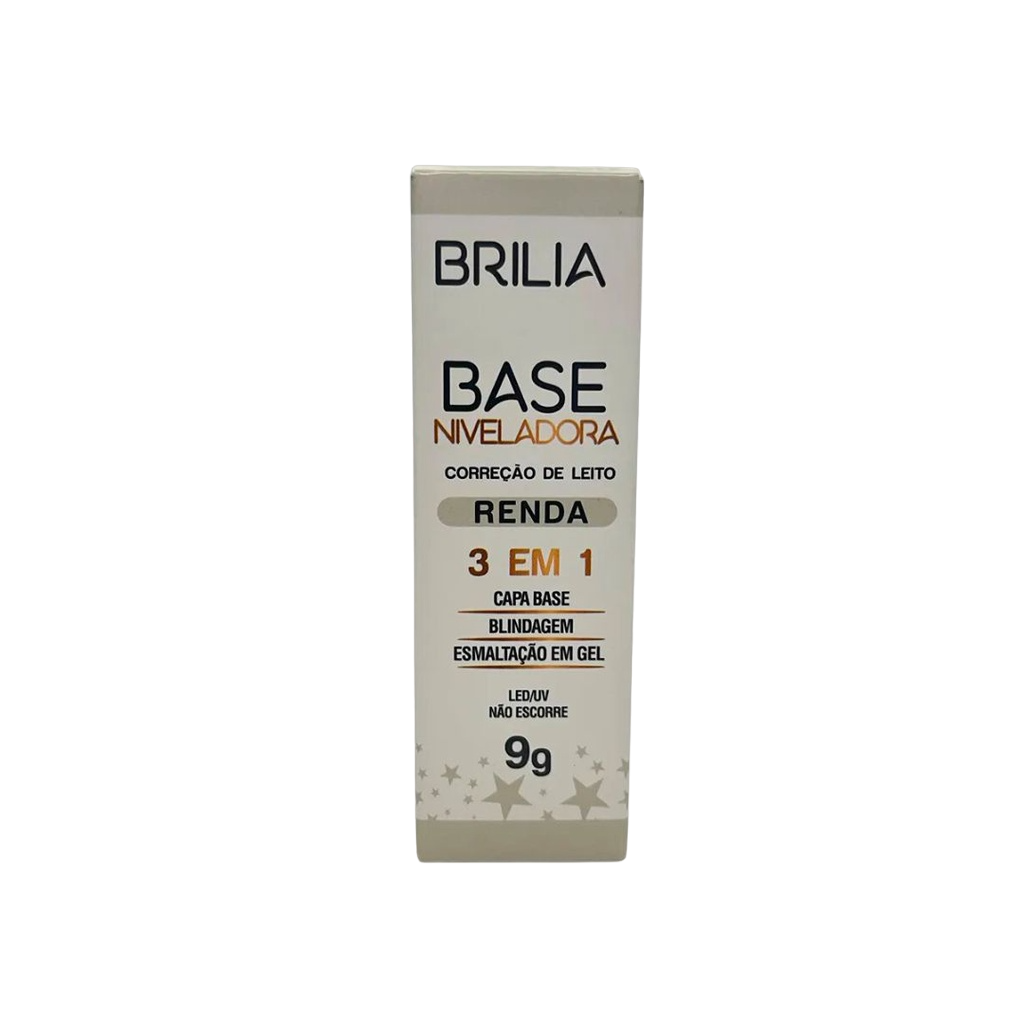 BRILIA
BASE
NIVELADORA
CORREÇÃO DE LEITO
RENDA
3 EM 1
CAPA BASE
BLINDAGEM
ESMALTAÇÃO EM GEL
LED/UV
NÃO ESCORRE
9g